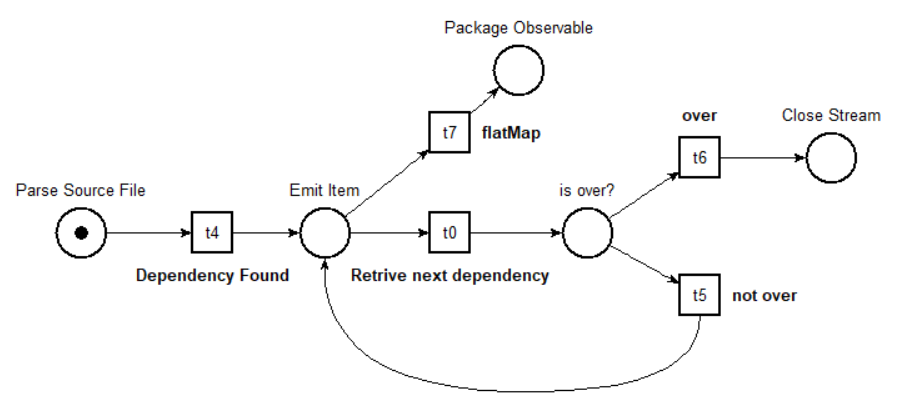 Package Observable
t7
flatMap
over
Close Stream
t6
Parse Source File
Emit Item
is over?
t4
t0
Dependency Found
Retrive next dependency
t5
not over